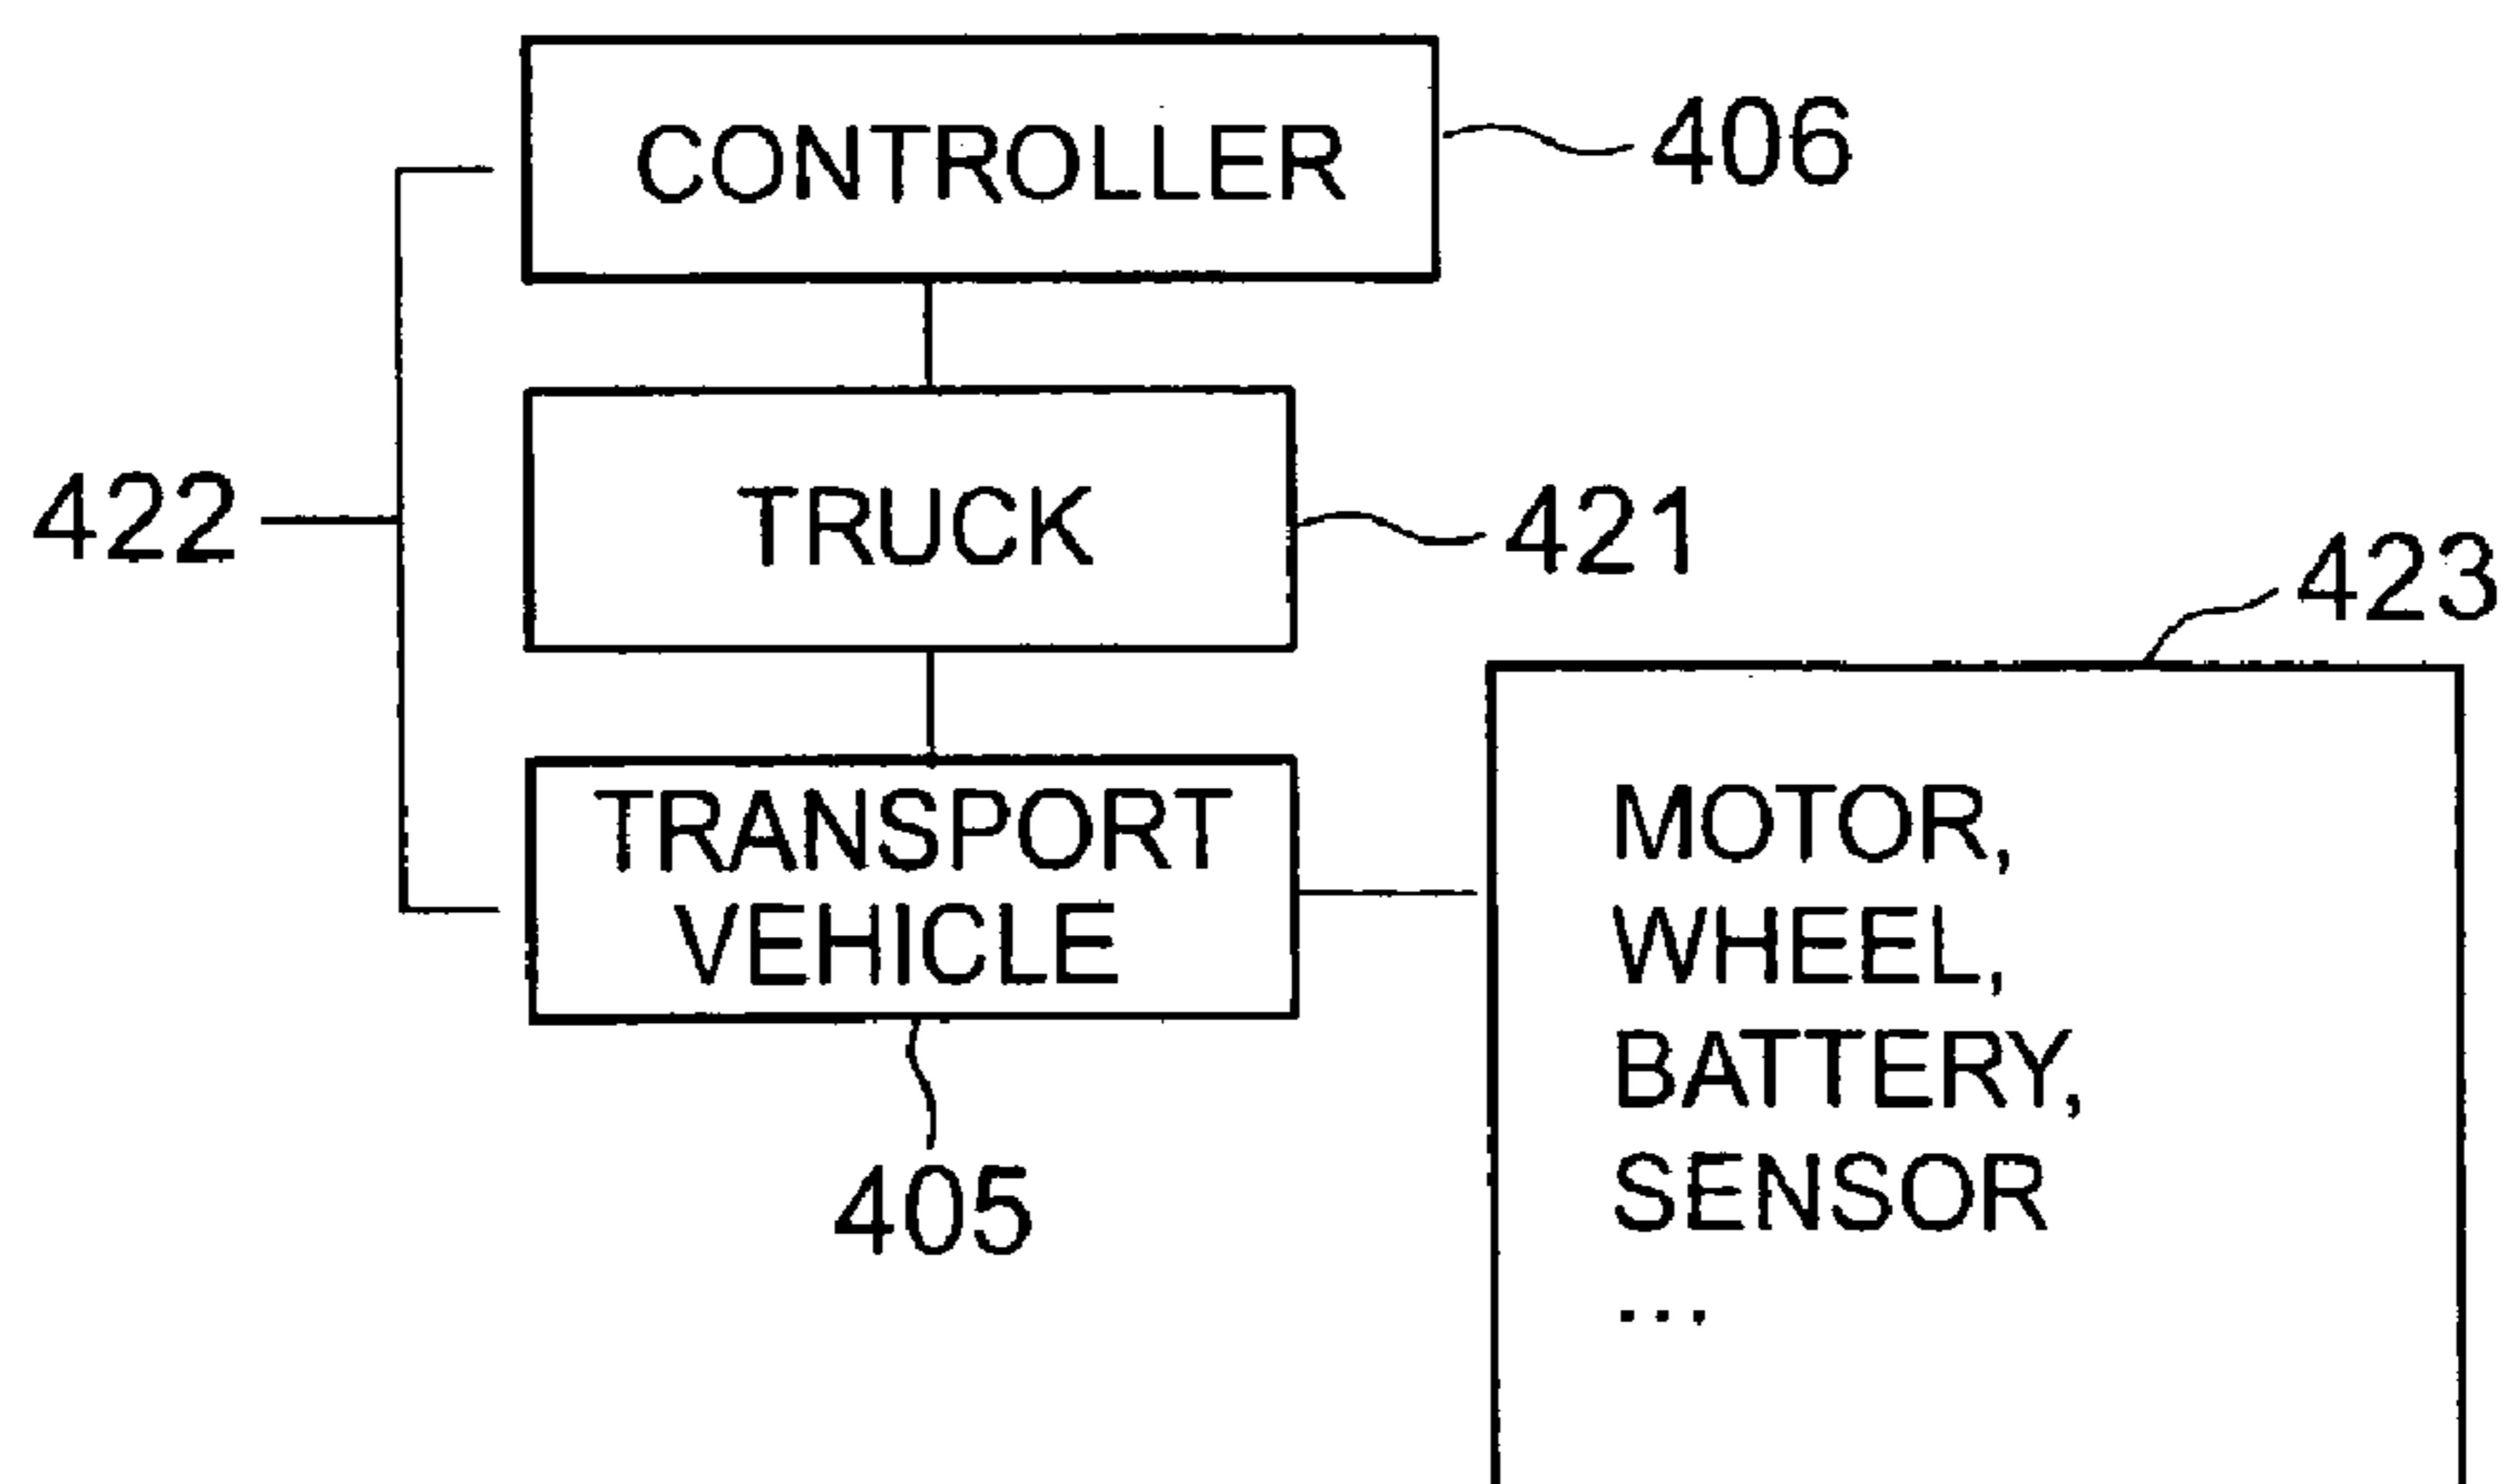 CONTROLLER
406
422
TRUCK
421
423
TRANSPORT
VEHICLE
405
MOTOR,
WHEEL,
BATTERY,
SENSOR
...